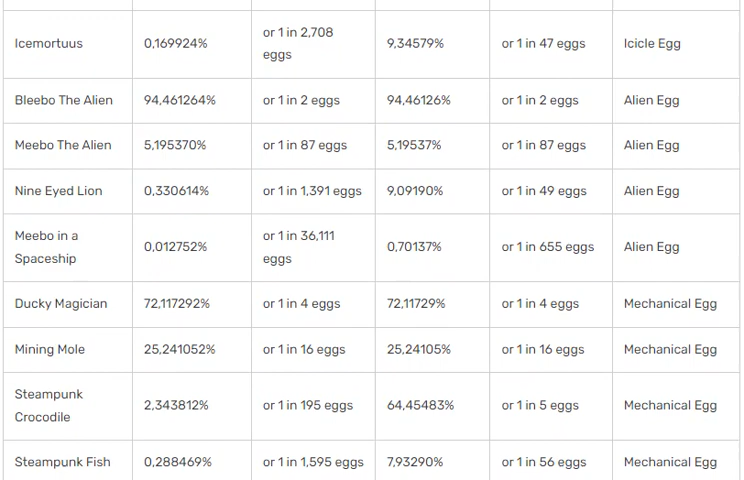 Icemortuus 0,169924% or 1 in 2,708 eggs 9,34579% or 1 in 47 eggs Icicle Egg
Bleebo The Alien 94,461264% or 1 in 2 eggs 94,46126% or 1 in 2 eggs Alien Egg
Meebo The Alien 5,195370% or 1 in 87 eggs 5,19537% or 1 in 87 eggs Alien Egg
Nine Eyed Lion 0,330614% or 1 in 1,391 eggs 9,09190% or 1 in 49 eggs Alien Egg
Meebo in a Spaceship 0,012752% or 1 in 36,111 eggs 0,70137% or 1 in 655 eggs Alien Egg
Ducky Magician 72,117292% or 1 in 4 eggs 72,11729% or 1 in 4 eggs Mechanical Egg
Mining Mole 25,241052% or 1 in 16 eggs 25,24105% or 1 in 16 eggs Mechanical Egg
Steampunk Crocodile 2,343812% or 1 in 195 eggs 64,45483% or 1 in 5 eggs Mechanical Egg
Steampunk Fish 0,288469% or 1 in 1,595 eggs 7,93290% or 1 in 56 eggs Mechanical Egg